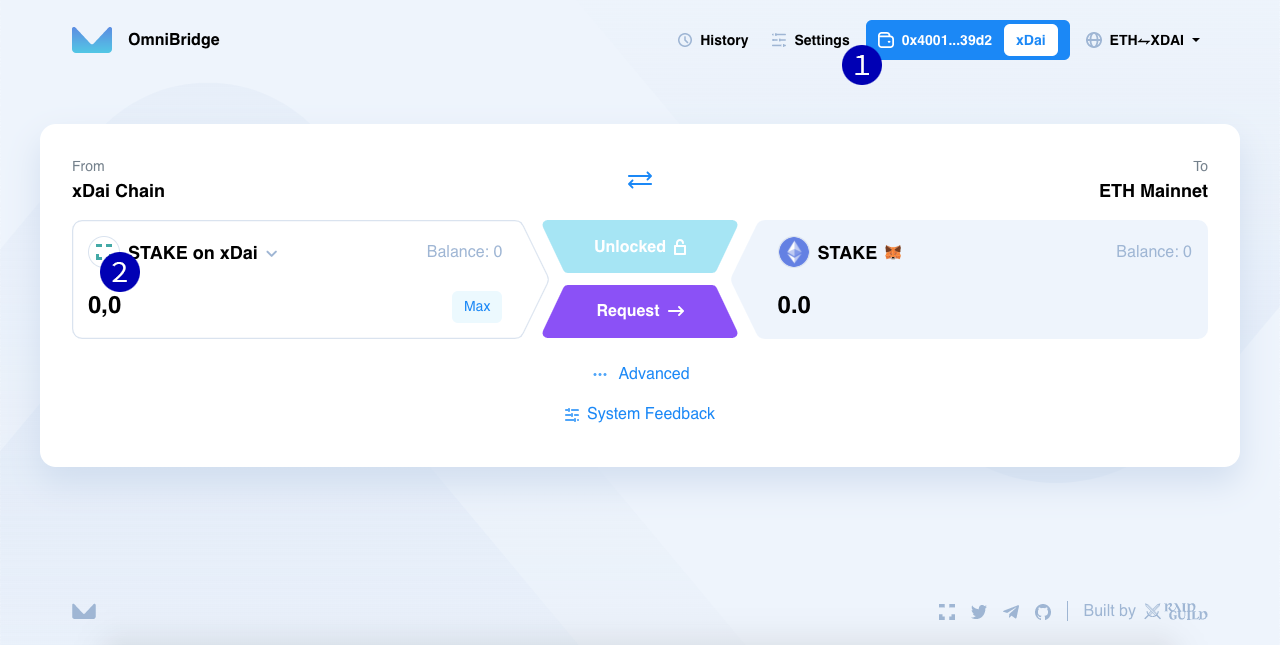 OmniBridge
History Settings 0x4001...39d2 xDai ETH⇋XDAI
1
From To
xDai Chain ETH Mainnet
STAKE on xDai Balance: 0 Unlocked STAKE Balance: 0
2
0,0 Max Request → 0.0
Advanced
System Feedback
Built by RAID GUILD